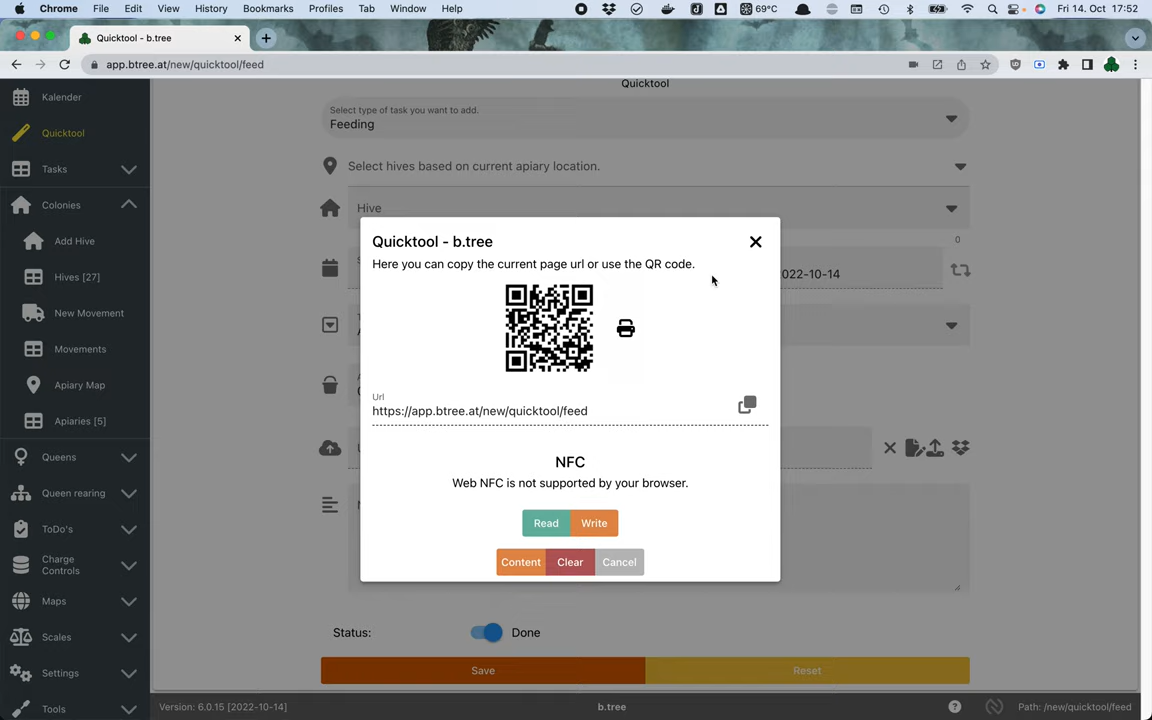 Chrome File Edit View History Bookmarks Profiles Tab Window Help 69°C Fri 14. Oct 17:52
Quicktool - b.tree
app.btree.at/new/quicktool/feed
Kalender
Quicktool
Tasks
Colonies
Add Hive
Hives [27]
New Movement
Movements
Apiary Map
Apiaries [5]
Queens
Queen rearing
ToDo's
Charge
Controls
Maps
Scales
Settings
Tools
Quicktool
Select type of task you want to add.
Feeding
Select hives based on current apiary location.
Hive
0
022-10-14
Quicktool - b.tree
Here you can copy the current page url or use the QR code.
Url
https://app.btree.at/new/quicktool/feed
NFC
Web NFC is not supported by your browser.
Read Write
Content Clear Cancel
Status: Done
Save Reset
Version: 6.0.15 [2022-10-14] b.tree ? Path: /new/quicktool/feed